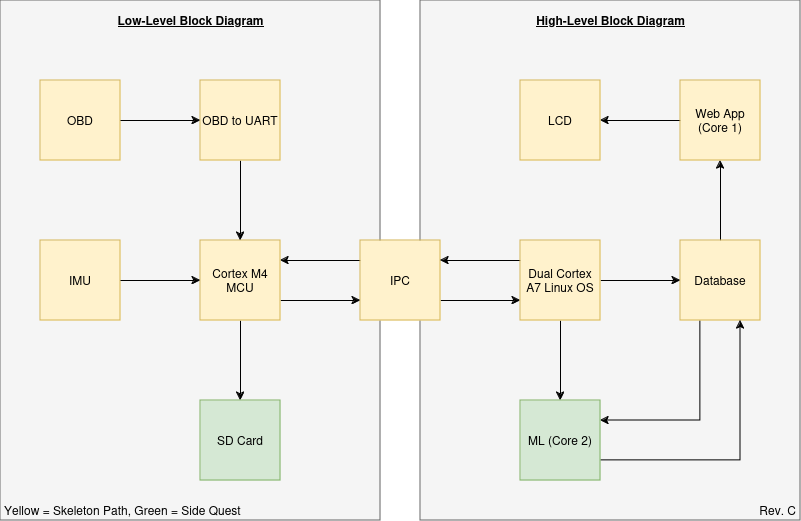 Low-Level Block Diagram
High-Level Block Diagram
OBD
OBD to UART
LCD
Web App
(Core 1)
IMU
Cortex M4
MCU
IPC
Dual Cortex
A7 Linux OS
Database
SD Card
ML (Core 2)
Yellow = Skeleton Path, Green = Side Quest
Rev. C